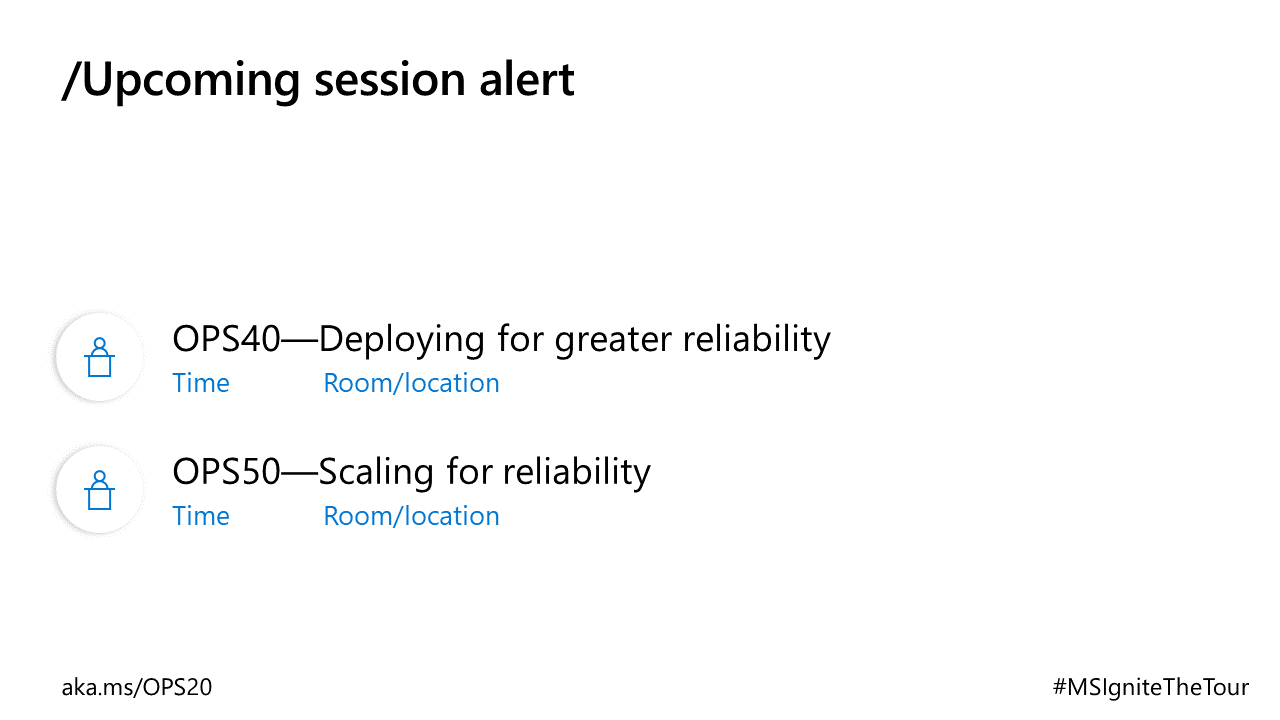 /Upcoming session alert
OPS40—Deploying for greater reliability
Time Room/location
OPS50—Scaling for reliability
Time Room/location
aka.ms/OPS20
#MSIgniteTheTour